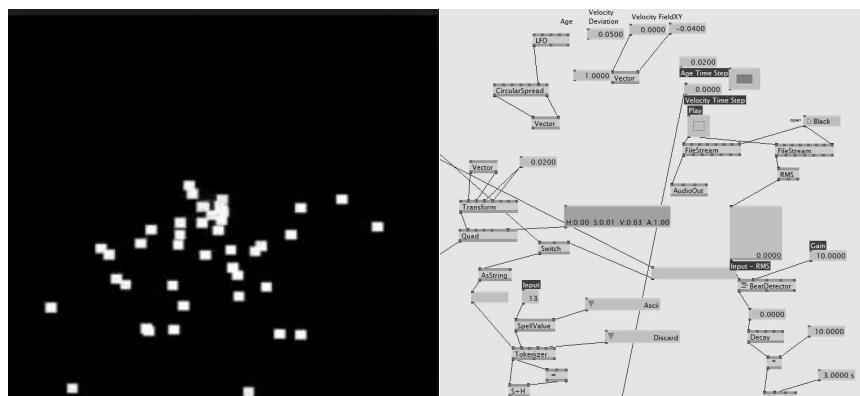 Velocity
Deviation
Velocity FieldXY
Age
LFO
0.0500
0.0000
-0.0400
1.0000
Vector
CircularSpread
Vector
0.0200
Age Time Step
0.0000
Velocity Time Step
Play
open
Black
FileStream
FileStream
RMS
AudioOut
Vector
0.0200
Transform
Quad
H:0.00 S:0.01 V:0.63 A:1.00
Switch
0.0000
Input - RMS
Gain
10.0000
BeatDetector
AsString
Input
13
Ascii
SpellValue
Discard
Tokenizer
0.0000
Decay
10.0000
S+H
=
3.0000 s